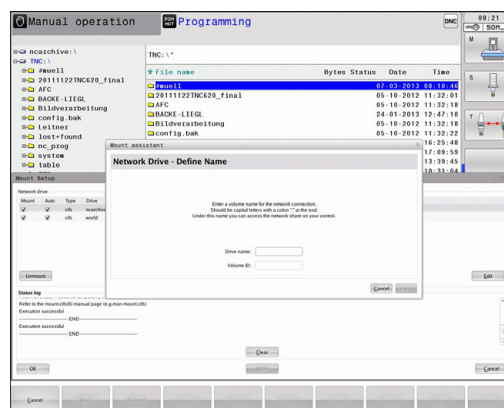 Manual operation
Programming
DNC
08:21
ncarchive:\
TNC:\
#muell
20111122TNC620_final
AFC
BACKE-LIEGL
Bildverarbeitung
config.bak
Leitner
lost+found
nc_prog
system
table
TNC:\*
File name Bytes Status Date Time
#muell 07-03-2013 08:10:46
20111122TNC620_final 05-10-2012 11:32:01
AFC 05-10-2012 11:32:18
BACKE-LIEGL 24-01-2013 12:47:10
Bildverarbeitung 05-10-2012 11:32:18
config.bak 05-10-2012 11:32:22
16:25:48
17:09:59
13:39:45
10:31:04
M
S
T
Mount Setup
Network drive
Mount Auto Type Drive
cifs ncarchive
cifs world:
Unmount
Edit
Mount assistant
Network Drive - Define Name
Enter a volume name for the network connection.
Should be capital letters with a colon ":" at the end.
Under this name you can access the network share on your control.
Drive name:
Volume ID:
Cancel
Status log
Refer to the mount.cifs(8) manual page (e.g.man mount.cifs)
Execution successful
END
Execution successful
END
Clear
OK
Apply
Cancel
Cancel